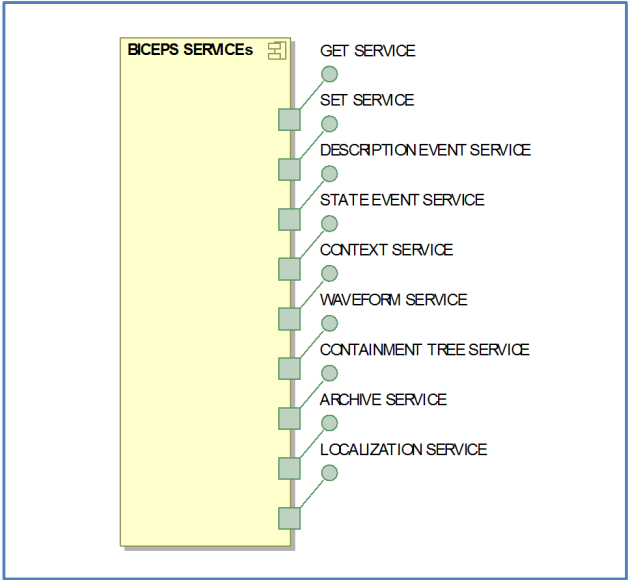 BICEPS SERVICEs
GET SERVICE
SET SERVICE
DESCRIPTION EVENT SERVICE
STATE EVENT SERVICE
CONTEXT SERVICE
WAVEFORM SERVICE
CONTAINMENT TREE SERVICE
ARCHIVE SERVICE
LOCALIZATION SERVICE